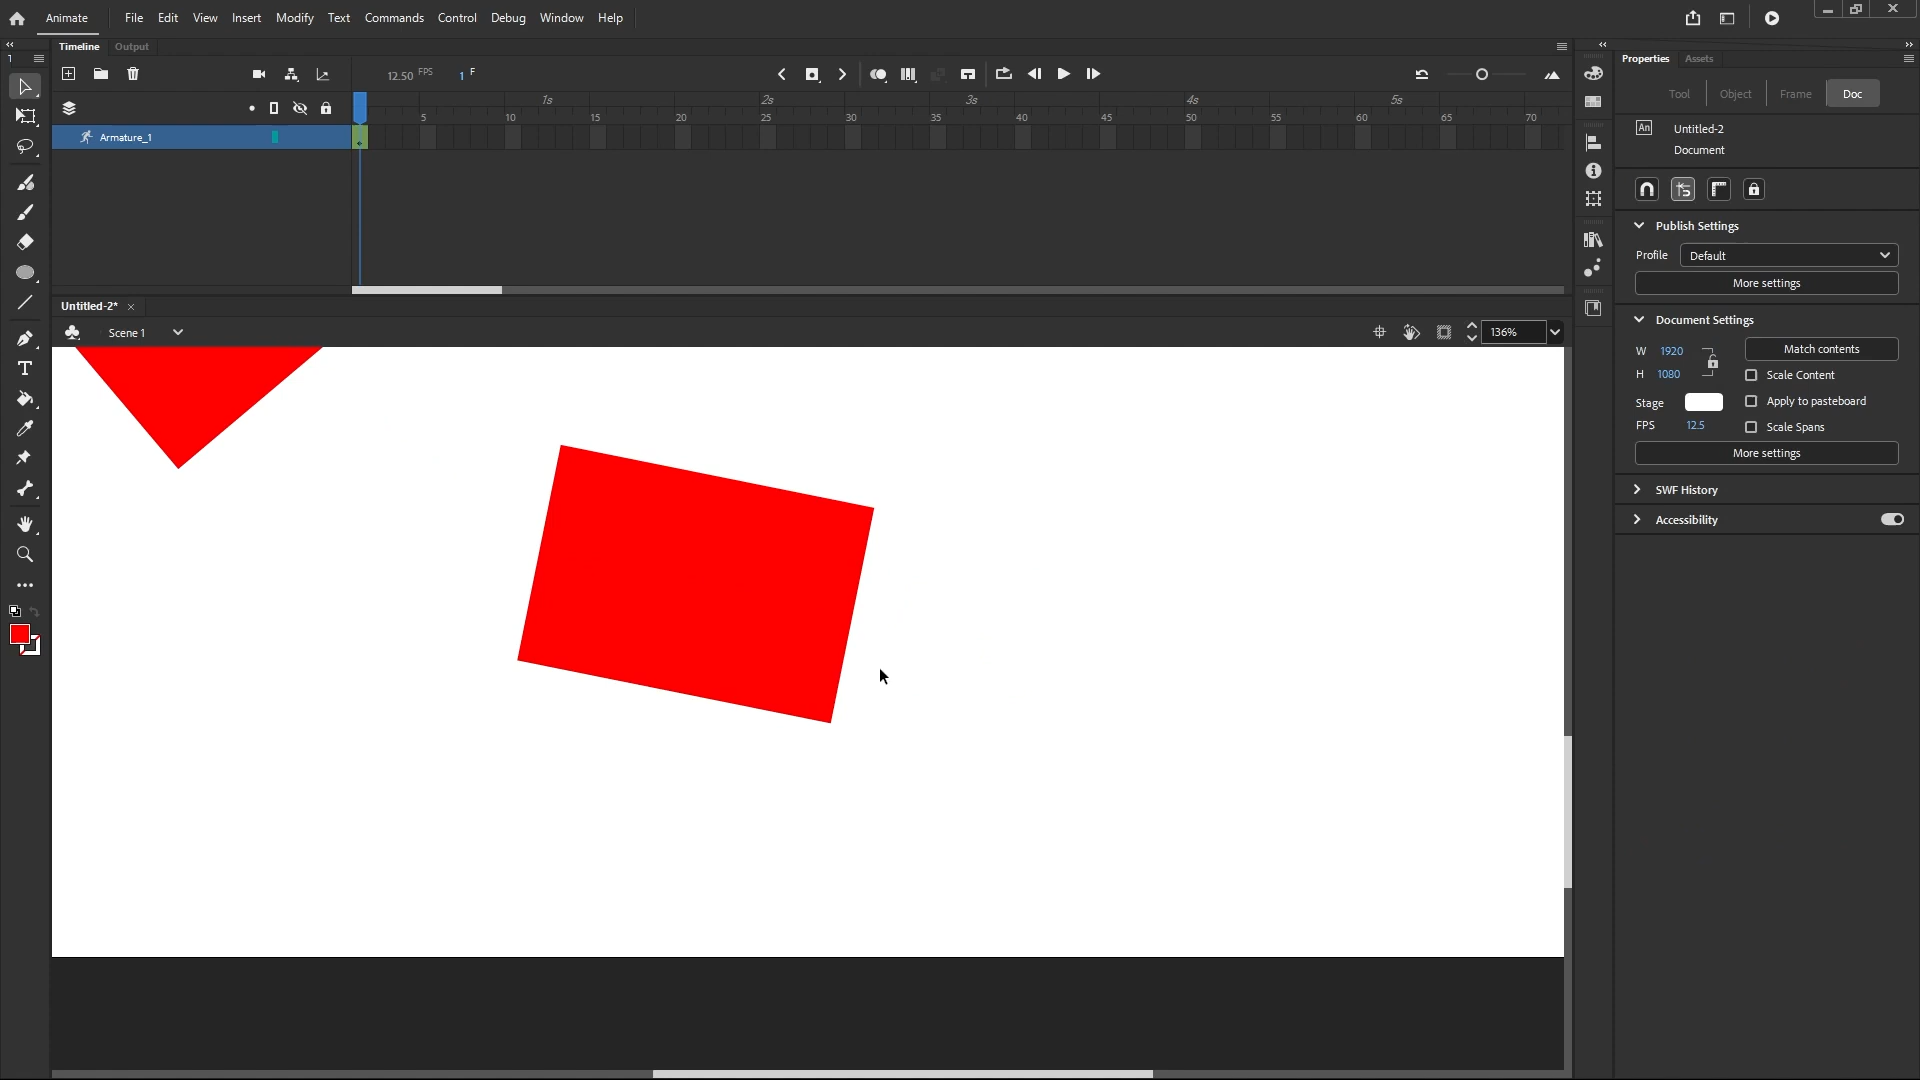 Animate File Edit View Insert Modify Text Commands Control Debug Window Help
Timeline Output
12.50 FPS 1 F
1s 2s 3s 4s 5s
5 10 15 20 25 30 35 40 45 50 55 60 65 70
Armature_1
Untitled-2*
Scene 1
136%
Properties Assets
Tool Object Frame Doc
An Untitled-2
Document
Publish Settings
Profile Default
More settings
Document Settings
W 1920 Match contents
H 1080 Scale Content
Stage Apply to pasteboard
FPS 12.5 Scale Spans
More settings
SWF History
Accessibility